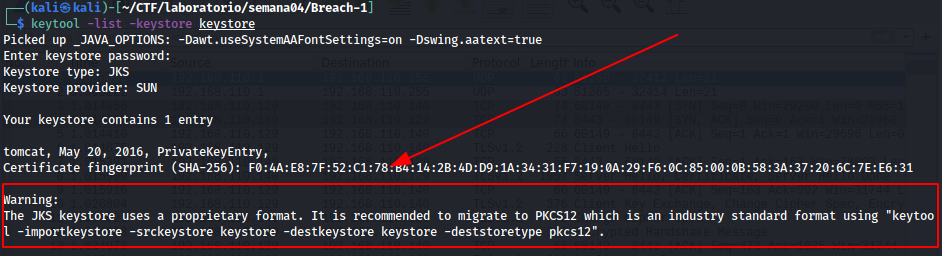 (kali㉿kali)-[~/CTF/laboratorio/semana04/Breach-1]
$ keytool -list -keystore keystore
Picked up _JAVA_OPTIONS: -Dawt.useSystemAAFontSettings=on -Dswing.aatext=true
Enter keystore password:
Keystore type: JKS
Keystore provider: SUN
Your keystore contains 1 entry
tomcat, May 20, 2016, PrivateKeyEntry,
Certificate fingerprint (SHA-256): F0:4A:E8:7F:52:C1:78:B4:14:2B:4D:D9:1A:34:31:F7:19:0A:29:F6:0C:85:00:0B:58:3A:37:20:6C:7E:E6:31
Warning:
The JKS keystore uses a proprietary format. It is recommended to migrate to PKCS12 which is an industry standard format using "keytoo
l -importkeystore -srckeystore keystore -destkeystore keystore -deststoretype pkcs12".